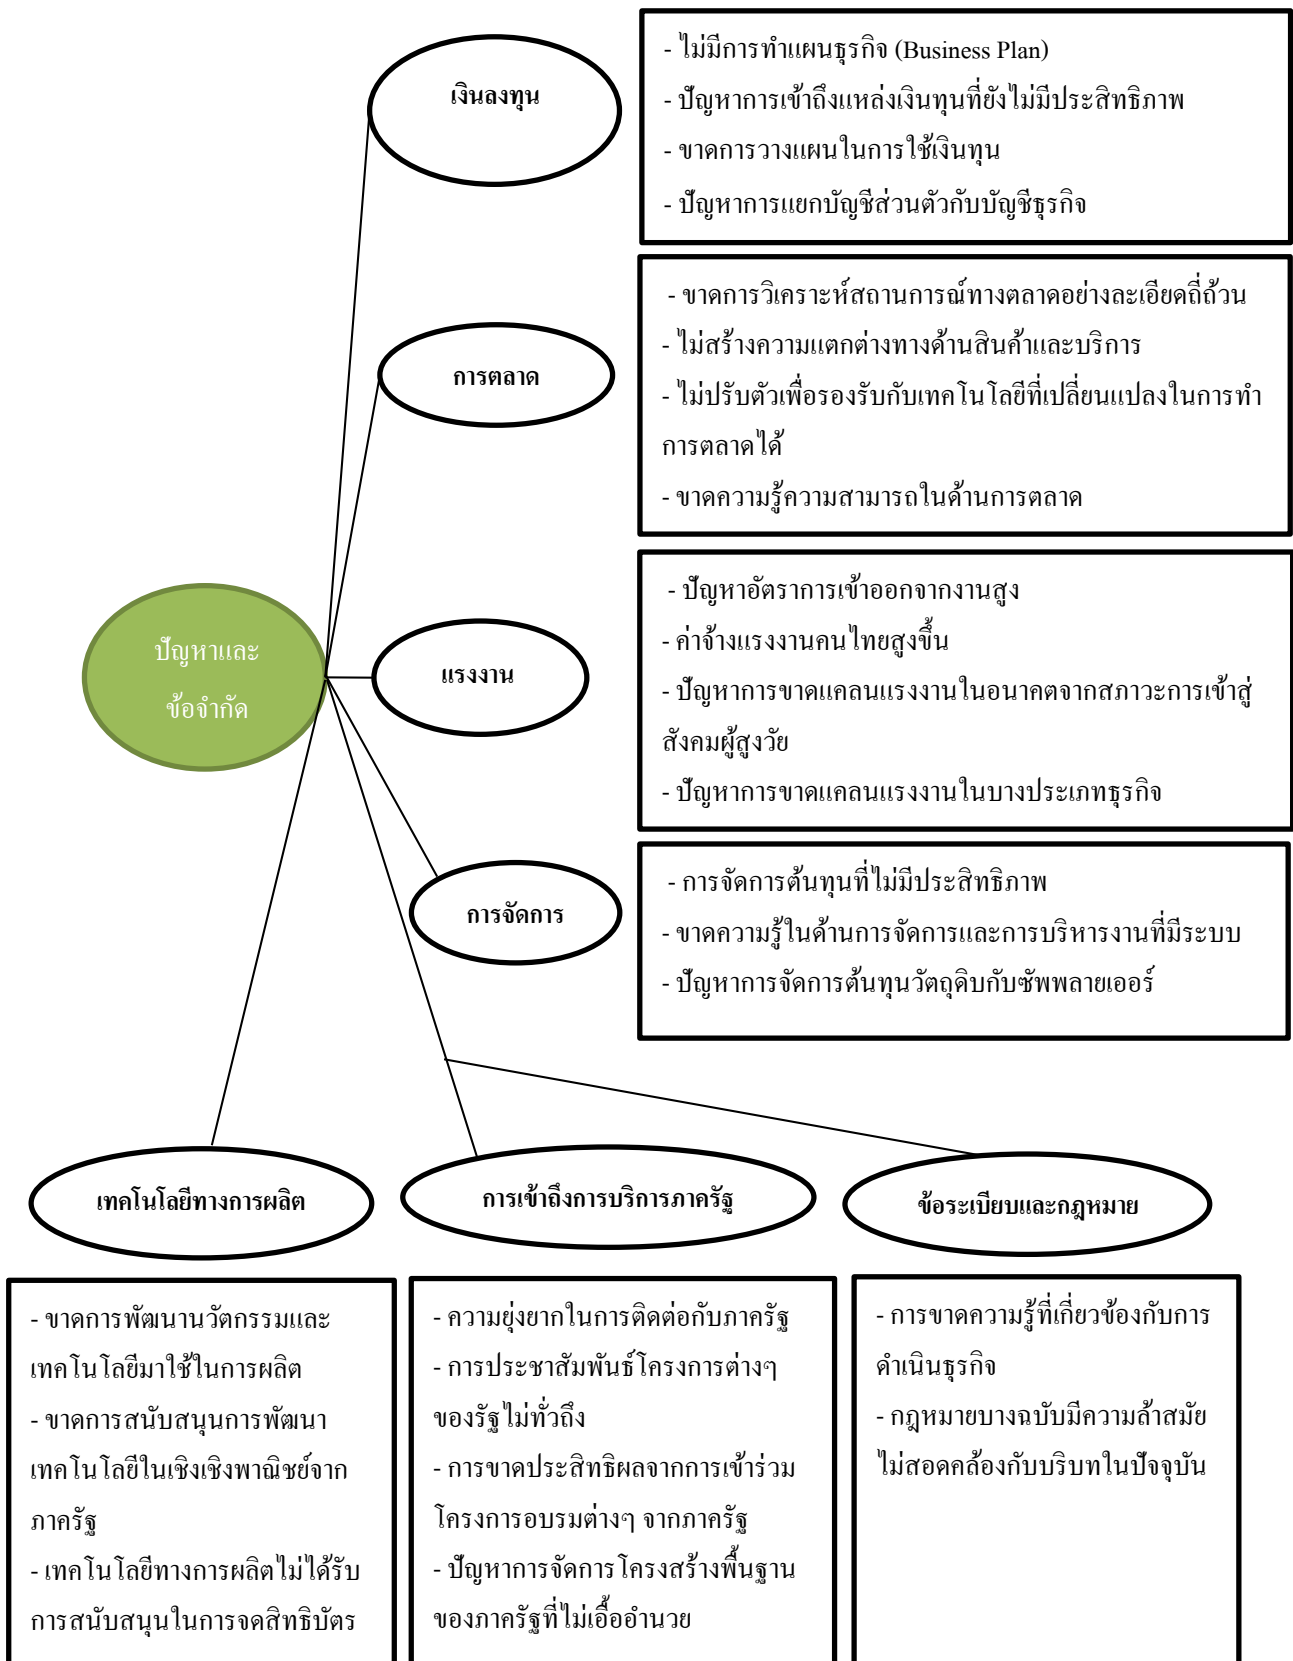 เงินลงทุน
- ไม่มีการทำแผนธุรกิจ (Business Plan)
- ปัญหาการเข้าถึงแหล่งเงินทุนที่ยังไม่มีประสิทธิภาพ
- ขาดการวางแผนในการใช้เงินทุน
- ปัญหาการแยกบัญชีส่วนตัวกับบัญชีธุรกิจ
การตลาด
- ขาดการวิเคราะห์สถานการณ์ทางตลาดอย่างละเอียดถี่ถ้วน
- ไม่สร้างความแตกต่างทางด้านสินค้าและบริการ
- ไม่ปรับตัวเพื่อรองรับกับเทคโนโลยีที่เปลี่ยนแปลงในการทำ
การตลาดได้
- ขาดความรู้ความสามารถในด้านการตลาด
ปัญหาและ
ข้อจำกัด
แรงงาน
- ปัญหาอัตราการเข้าออกจากงานสูง
- ค่าจ้างแรงงานคนไทยสูงขึ้น
- ปัญหาการขาดแคลนแรงงานในอนาคตจากสภาวะการเข้าสู่
สังคมผู้สูงวัย
- ปัญหาการขาดแคลนแรงงานในบางประเภทธุรกิจ
การจัดการ
- การจัดการต้นทุนที่ไม่มีประสิทธิภาพ
- ขาดความรู้ในด้านการจัดการและการบริหารงานที่มีระบบ
- ปัญหาการจัดการต้นทุนวัตถุดิบกับซัพพลายเออร์
เทคโนโลยีทางการผลิต
- ขาดการพัฒนานวัตกรรมและ
เทคโนโลยีมาใช้ในการผลิต
- ขาดการสนับสนุนการพัฒนา
เทคโนโลยีในเชิงเชิงพาณิชย์จาก
ภาครัฐ
- เทคโนโลยีทางการผลิตไม่ได้รับ
การสนับสนุนในการจดสิทธิบัตร
การเข้าถึงการบริการภาครัฐ
- ความยุ่งยากในการติดต่อกับภาครัฐ
- การประชาสัมพันธ์โครงการต่างๆ
ของรัฐไม่ทั่วถึง
- การขาดประสิทธิผลจากการเข้าร่วม
โครงการอบรมต่างๆ จากภาครัฐ
- ปัญหาการจัดการโครงสร้างพื้นฐาน
ของภาครัฐที่ไม่เอื้ออำนวย
ข้อระเบียบและกฎหมาย
- การขาดความรู้ที่เกี่ยวข้องกับการ
ดำเนินธุรกิจ
- กฎหมายบางฉบับมีความล้าสมัย
ไม่สอดคล้องกับบริบทในปัจจุบัน